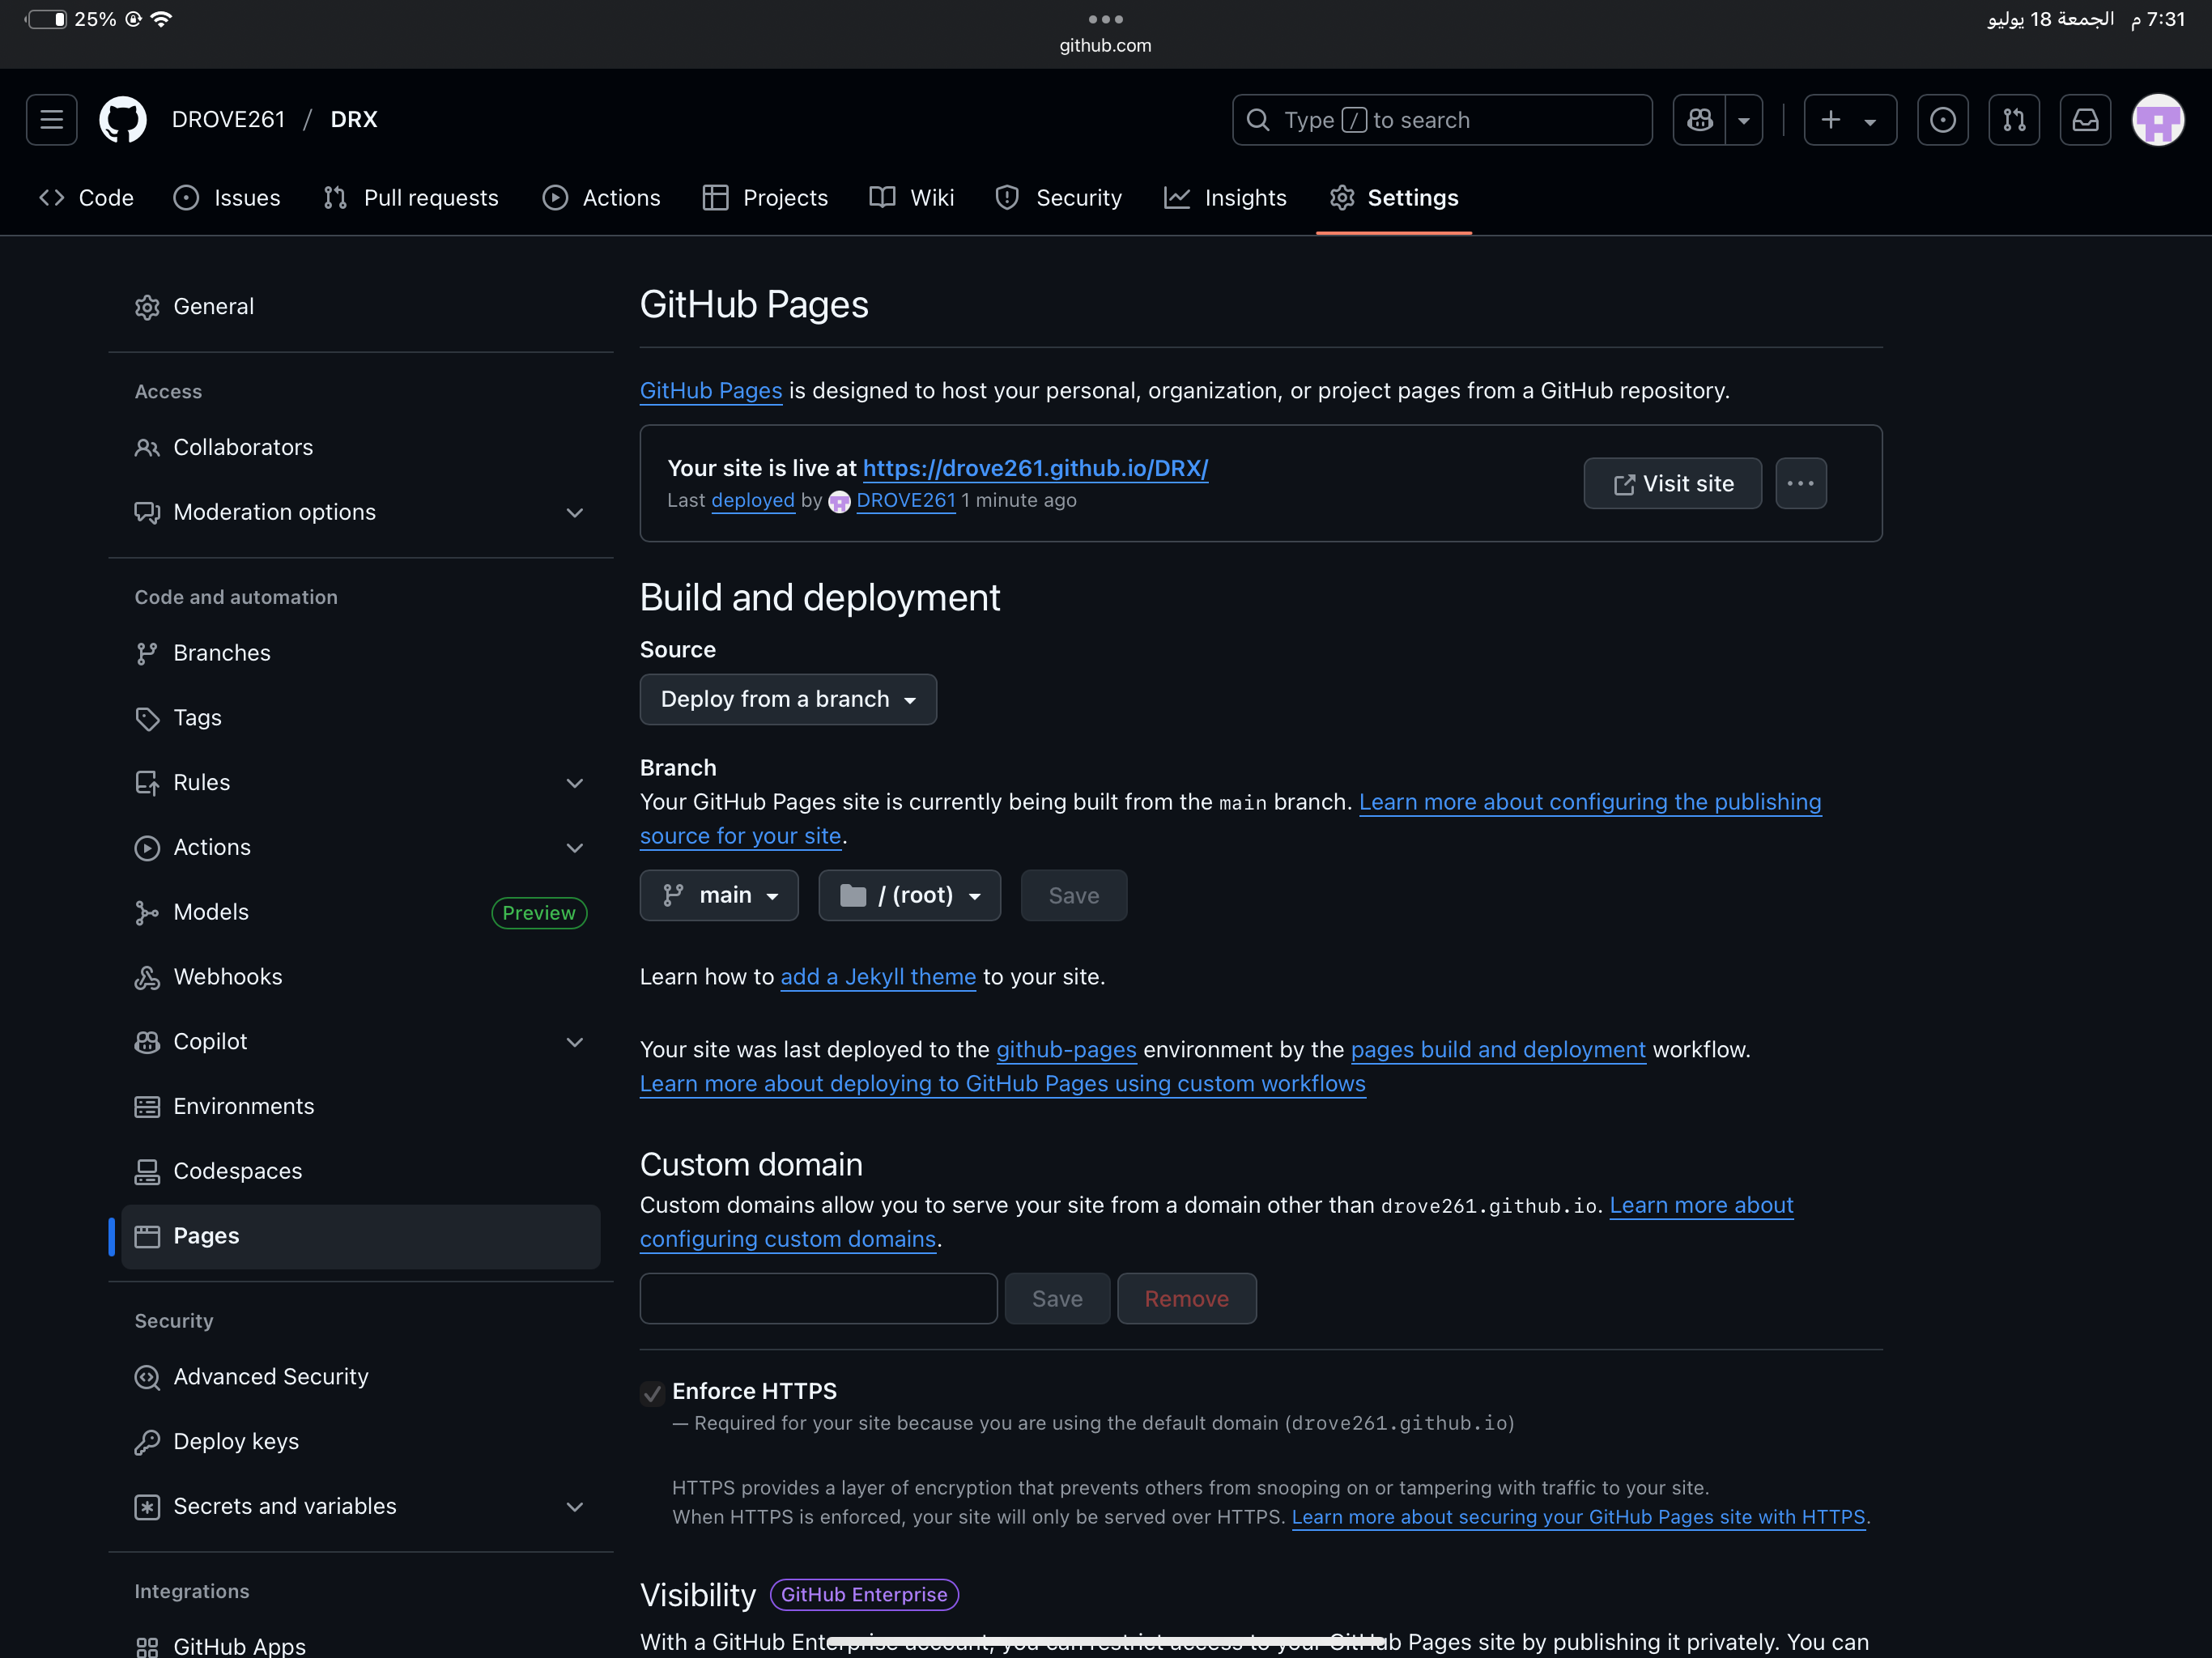 25%
github.com
7:31 م الجمعة 18 يوليو
DROVE261 / DRX
Type / to search
Code Issues Pull requests Actions Projects Wiki Security Insights Settings
General
Access
Collaborators
Moderation options
Code and automation
Branches
Tags
Rules
Actions
Models Preview
Webhooks
Copilot
Environments
Codespaces
Pages
Security
Advanced Security
Deploy keys
Secrets and variables
Integrations
GitHub Apps
GitHub Pages
GitHub Pages is designed to host your personal, organization, or project pages from a GitHub repository.
Your site is live at https://drove261.github.io/DRX/
Last deployed by DROVE261 1 minute ago
Visit site
Build and deployment
Source
Deploy from a branch
Branch
Your GitHub Pages site is currently being built from the main branch. Learn more about configuring the publishing
source for your site.
main / (root) Save
Learn how to add a Jekyll theme to your site.
Your site was last deployed to the github-pages environment by the pages build and deployment workflow.
Learn more about deploying to GitHub Pages using custom workflows
Custom domain
Custom domains allow you to serve your site from a domain other than drove261.github.io. Learn more about
configuring custom domains.
Save Remove
Enforce HTTPS
— Required for your site because you are using the default domain (drove261.github.io)
HTTPS provides a layer of encryption that prevents others from snooping on or tampering with traffic to your site.
When HTTPS is enforced, your site will only be served over HTTPS. Learn more about securing your GitHub Pages site with HTTPS.
Visibility GitHub Enterprise
With a GitHub Enterprise account, you can restrict access to your GitHub Pages site by publishing it privately. You can